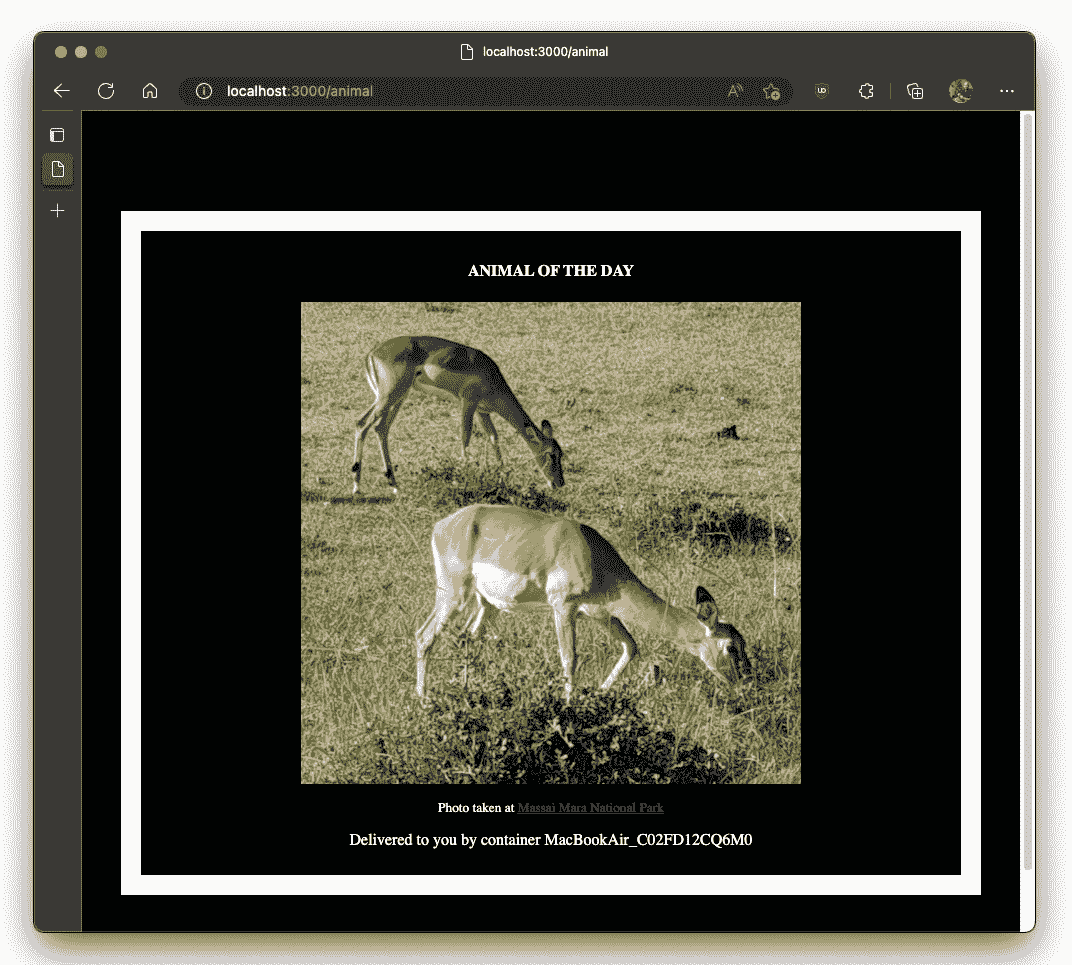 localhost:3000/animal
localhost:3000/animal
ANIMAL OF THE DAY
Photo taken at Massai Mara National Park
Delivered to you by container MacBookAir_C02FD12CQ6M0